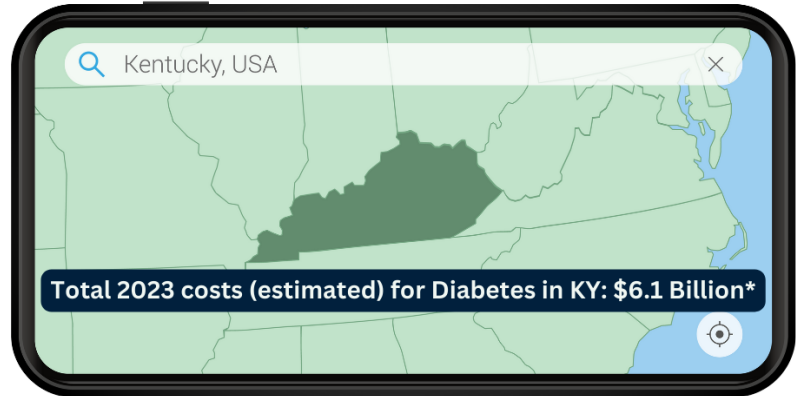 Kentucky, USA
Total 2023 costs (estimated) for Diabetes in KY: $6.1 Billion*